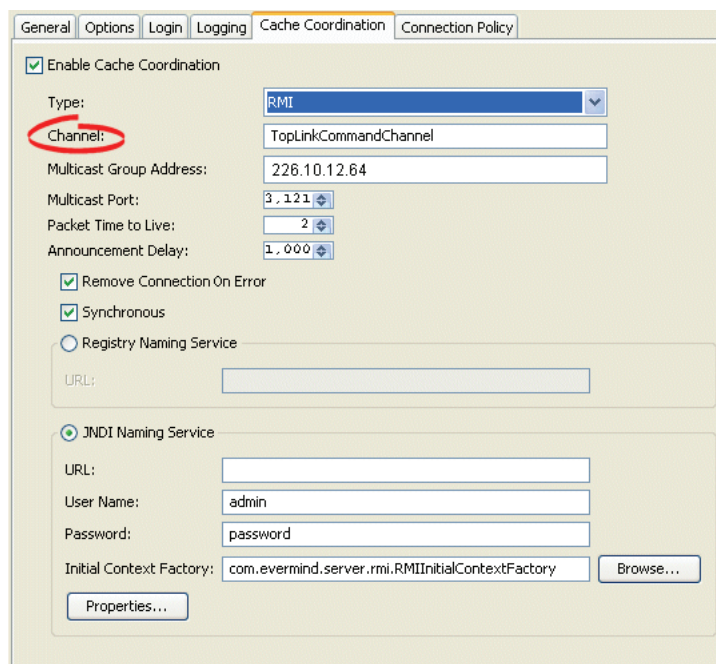 General Options Login Logging Cache Coordination Connection Policy
Enable Cache Coordination
Type: RMI
Channel: TopLinkCommandChannel
Multicast Group Address: 226.10.12.64
Multicast Port: 3,121
Packet Time to Live: 2
Announcement Delay: 1,000
Remove Connection On Error
Synchronous
Registry Naming Service
URL:
JNDI Naming Service
URL:
User Name: admin
Password: password
Initial Context Factory: com.evermind.server.rmi.RMIInitialContextFactory Browse...
Properties...